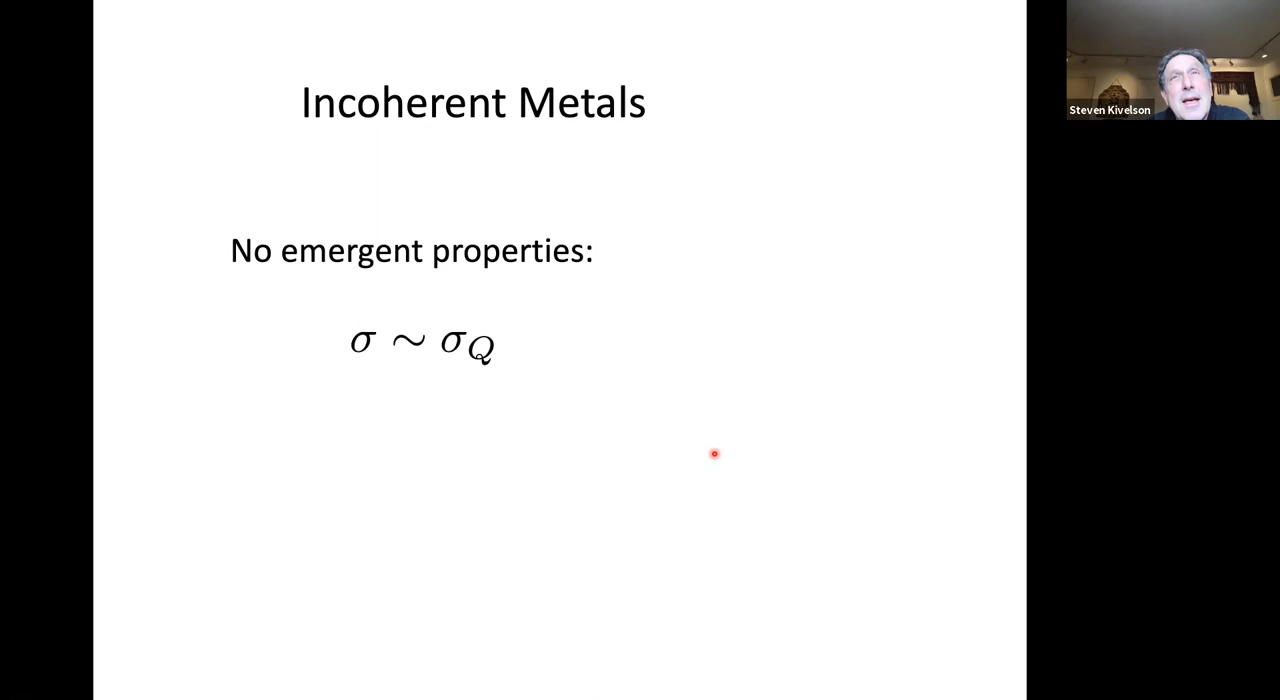 Incoherent Metals
Steven Kivelson
No emergent properties:
σ ∼ σ_Q